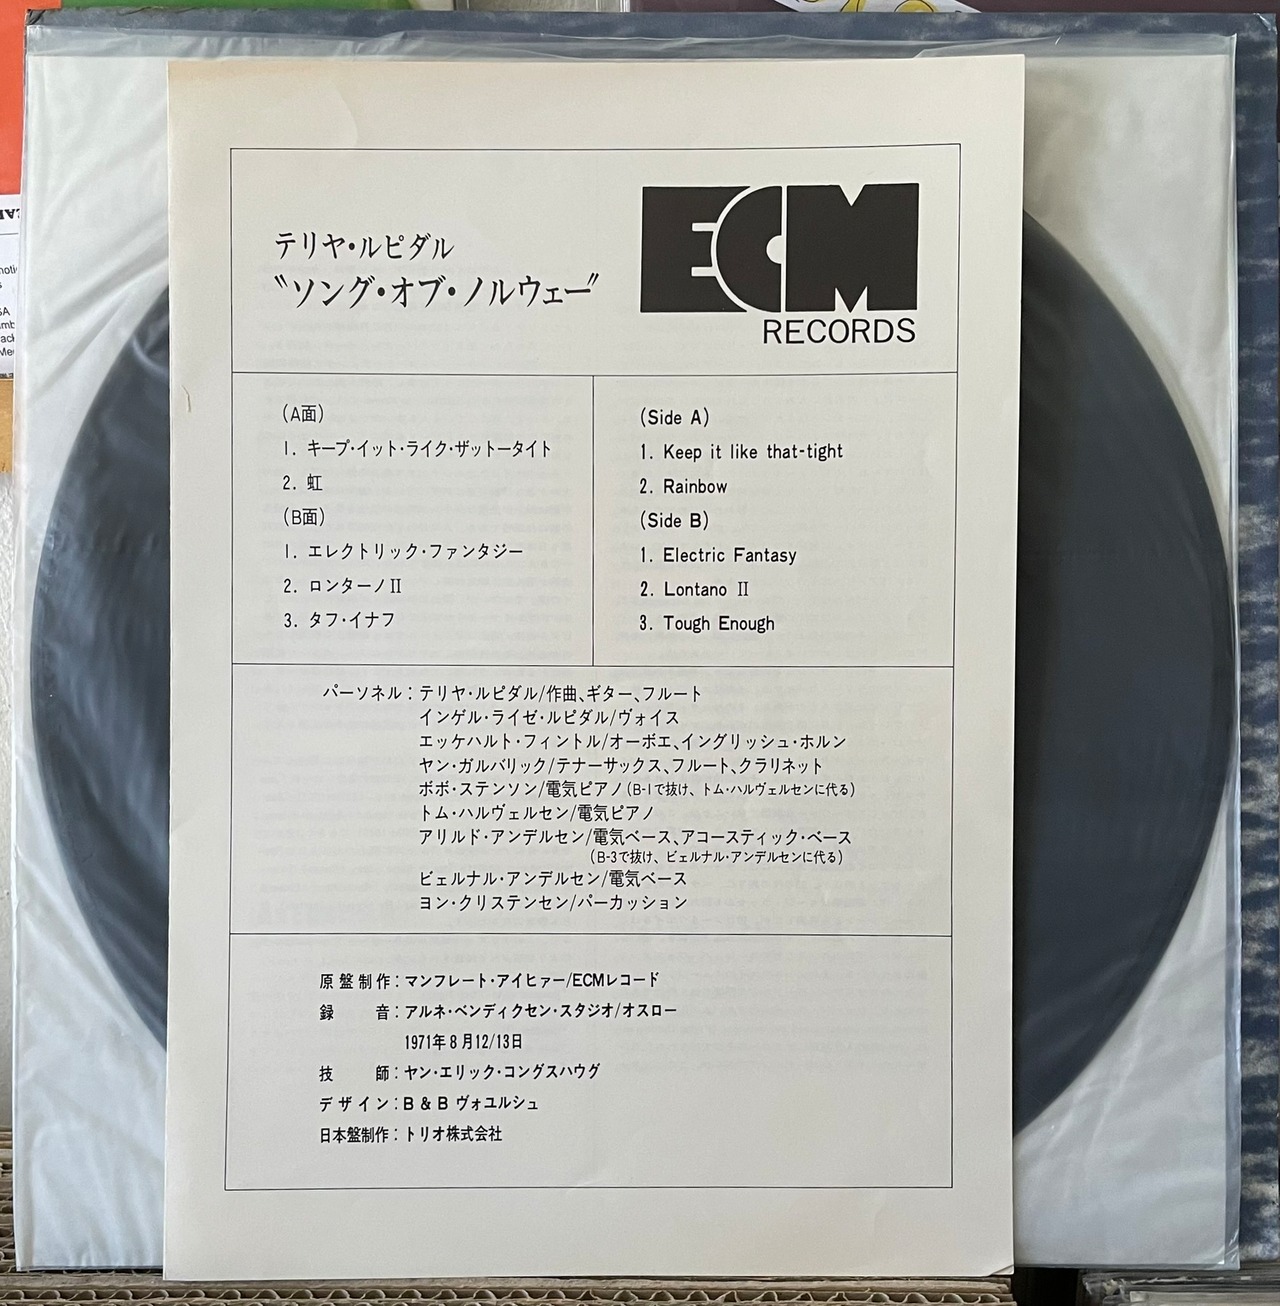 テリヤ・ルピダル
〝ソング・オブ・ノルウェー〟
ECM
RECORDS
(A面)
1. キープ・イット・ライク・ザットータイト
2. 虹
(B面)
1. エレクトリック・ファンタジー
2. ロンターノⅡ
3. タフ・イナフ
(Side A)
1. Keep it like that-tight
2. Rainbow
(Side B)
1. Electric Fantasy
2. Lontano Ⅱ
3. Tough Enough
パーソネル:テリヤ・ルピダル/作曲、ギター、フルート
インゲル・ライゼ・ルピダル/ヴォイス
エッケハルト・フィントル/オーボエ、イングリッシュ・ホルン
ヤン・ガルバリック/テナーサックス、フルート、クラリネット
ボボ・ステンソン/電気ピアノ(B-1で抜け、トム・ハルヴェルセンに代る)
トム・ハルヴェルセン/電気ピアノ
アリルド・アンデルセン/電気ベース、アコースティック・ベース
(B-3で抜け、ビェルナル・アンデルセンに代る)
ビェルナル・アンデルセン/電気ベース
ヨン・クリステンセン/パーカッション
原盤制作:マンフレート・アイヒァー/ECMレコード
録音:アルネ・ベンディクセン・スタジオ/オスロー
1971年8月12/13日
技師:ヤン・エリック・コングスハウグ
デザイン:B & B ヴォユルシュ
日本盤制作:トリオ株式会社